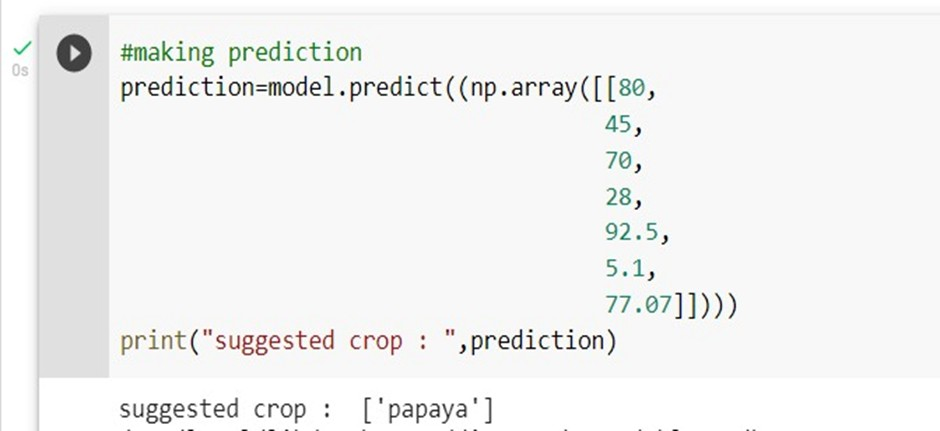 0s
#making prediction
prediction=model.predict((np.array([[80,
45,
70,
28,
92.5,
5.1,
77.07]])))
print("suggested crop : ",prediction)
suggested crop :  ['papaya']